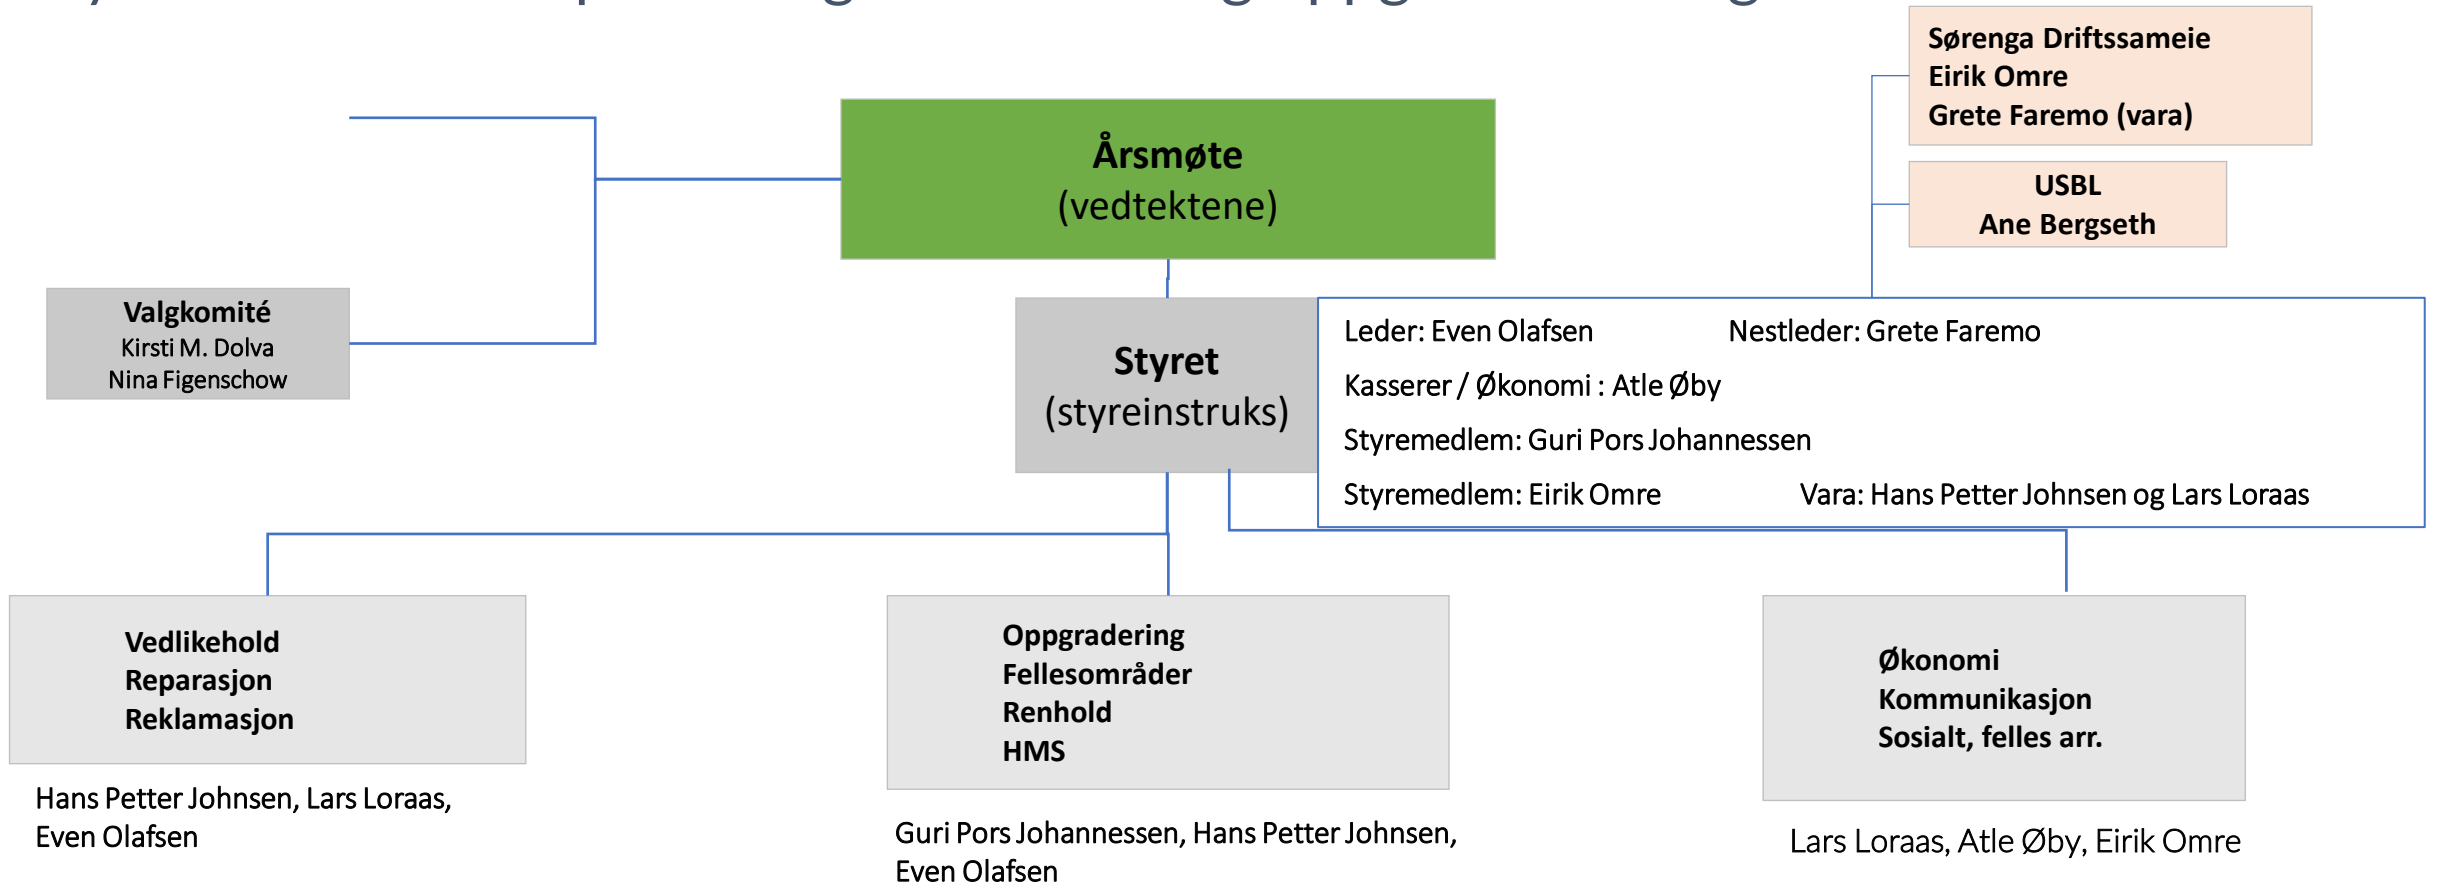 Sørenga Driftssameie
Eirik Omre
Grete Faremo (vara)
Årsmøte
(vedtektene)
USBL
Ane Bergseth
Valgkomité
Kirsti M. Dolva
Nina Figenschow
Styret
(styreinstruks)
Leder: Even Olafsen Nestleder: Grete Faremo
Kasserer / Økonomi : Atle Øby
Styremedlem: Guri Pors Johannessen
Styremedlem: Eirik Omre Vara: Hans Petter Johnsen og Lars Loraas
Vedlikehold
Reparasjon
Reklamasjon
Hans Petter Johnsen, Lars Loraas,
Even Olafsen
Oppgradering
Fellesområder
Renhold
HMS
Guri Pors Johannessen, Hans Petter Johnsen,
Even Olafsen
Økonomi
Kommunikasjon
Sosialt, felles arr.
Lars Loraas, Atle Øby, Eirik Omre